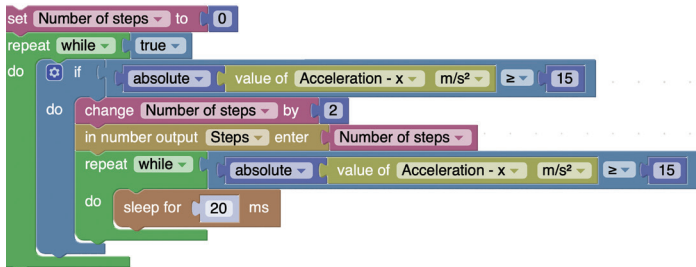 set Number of steps to 0
repeat while true
do if absolute value of Acceleration - x m/s² ≥ 15
do change Number of steps by 2
in number output Steps enter Number of steps
repeat while absolute value of Acceleration - x m/s² ≥ 15
do sleep for 20 ms